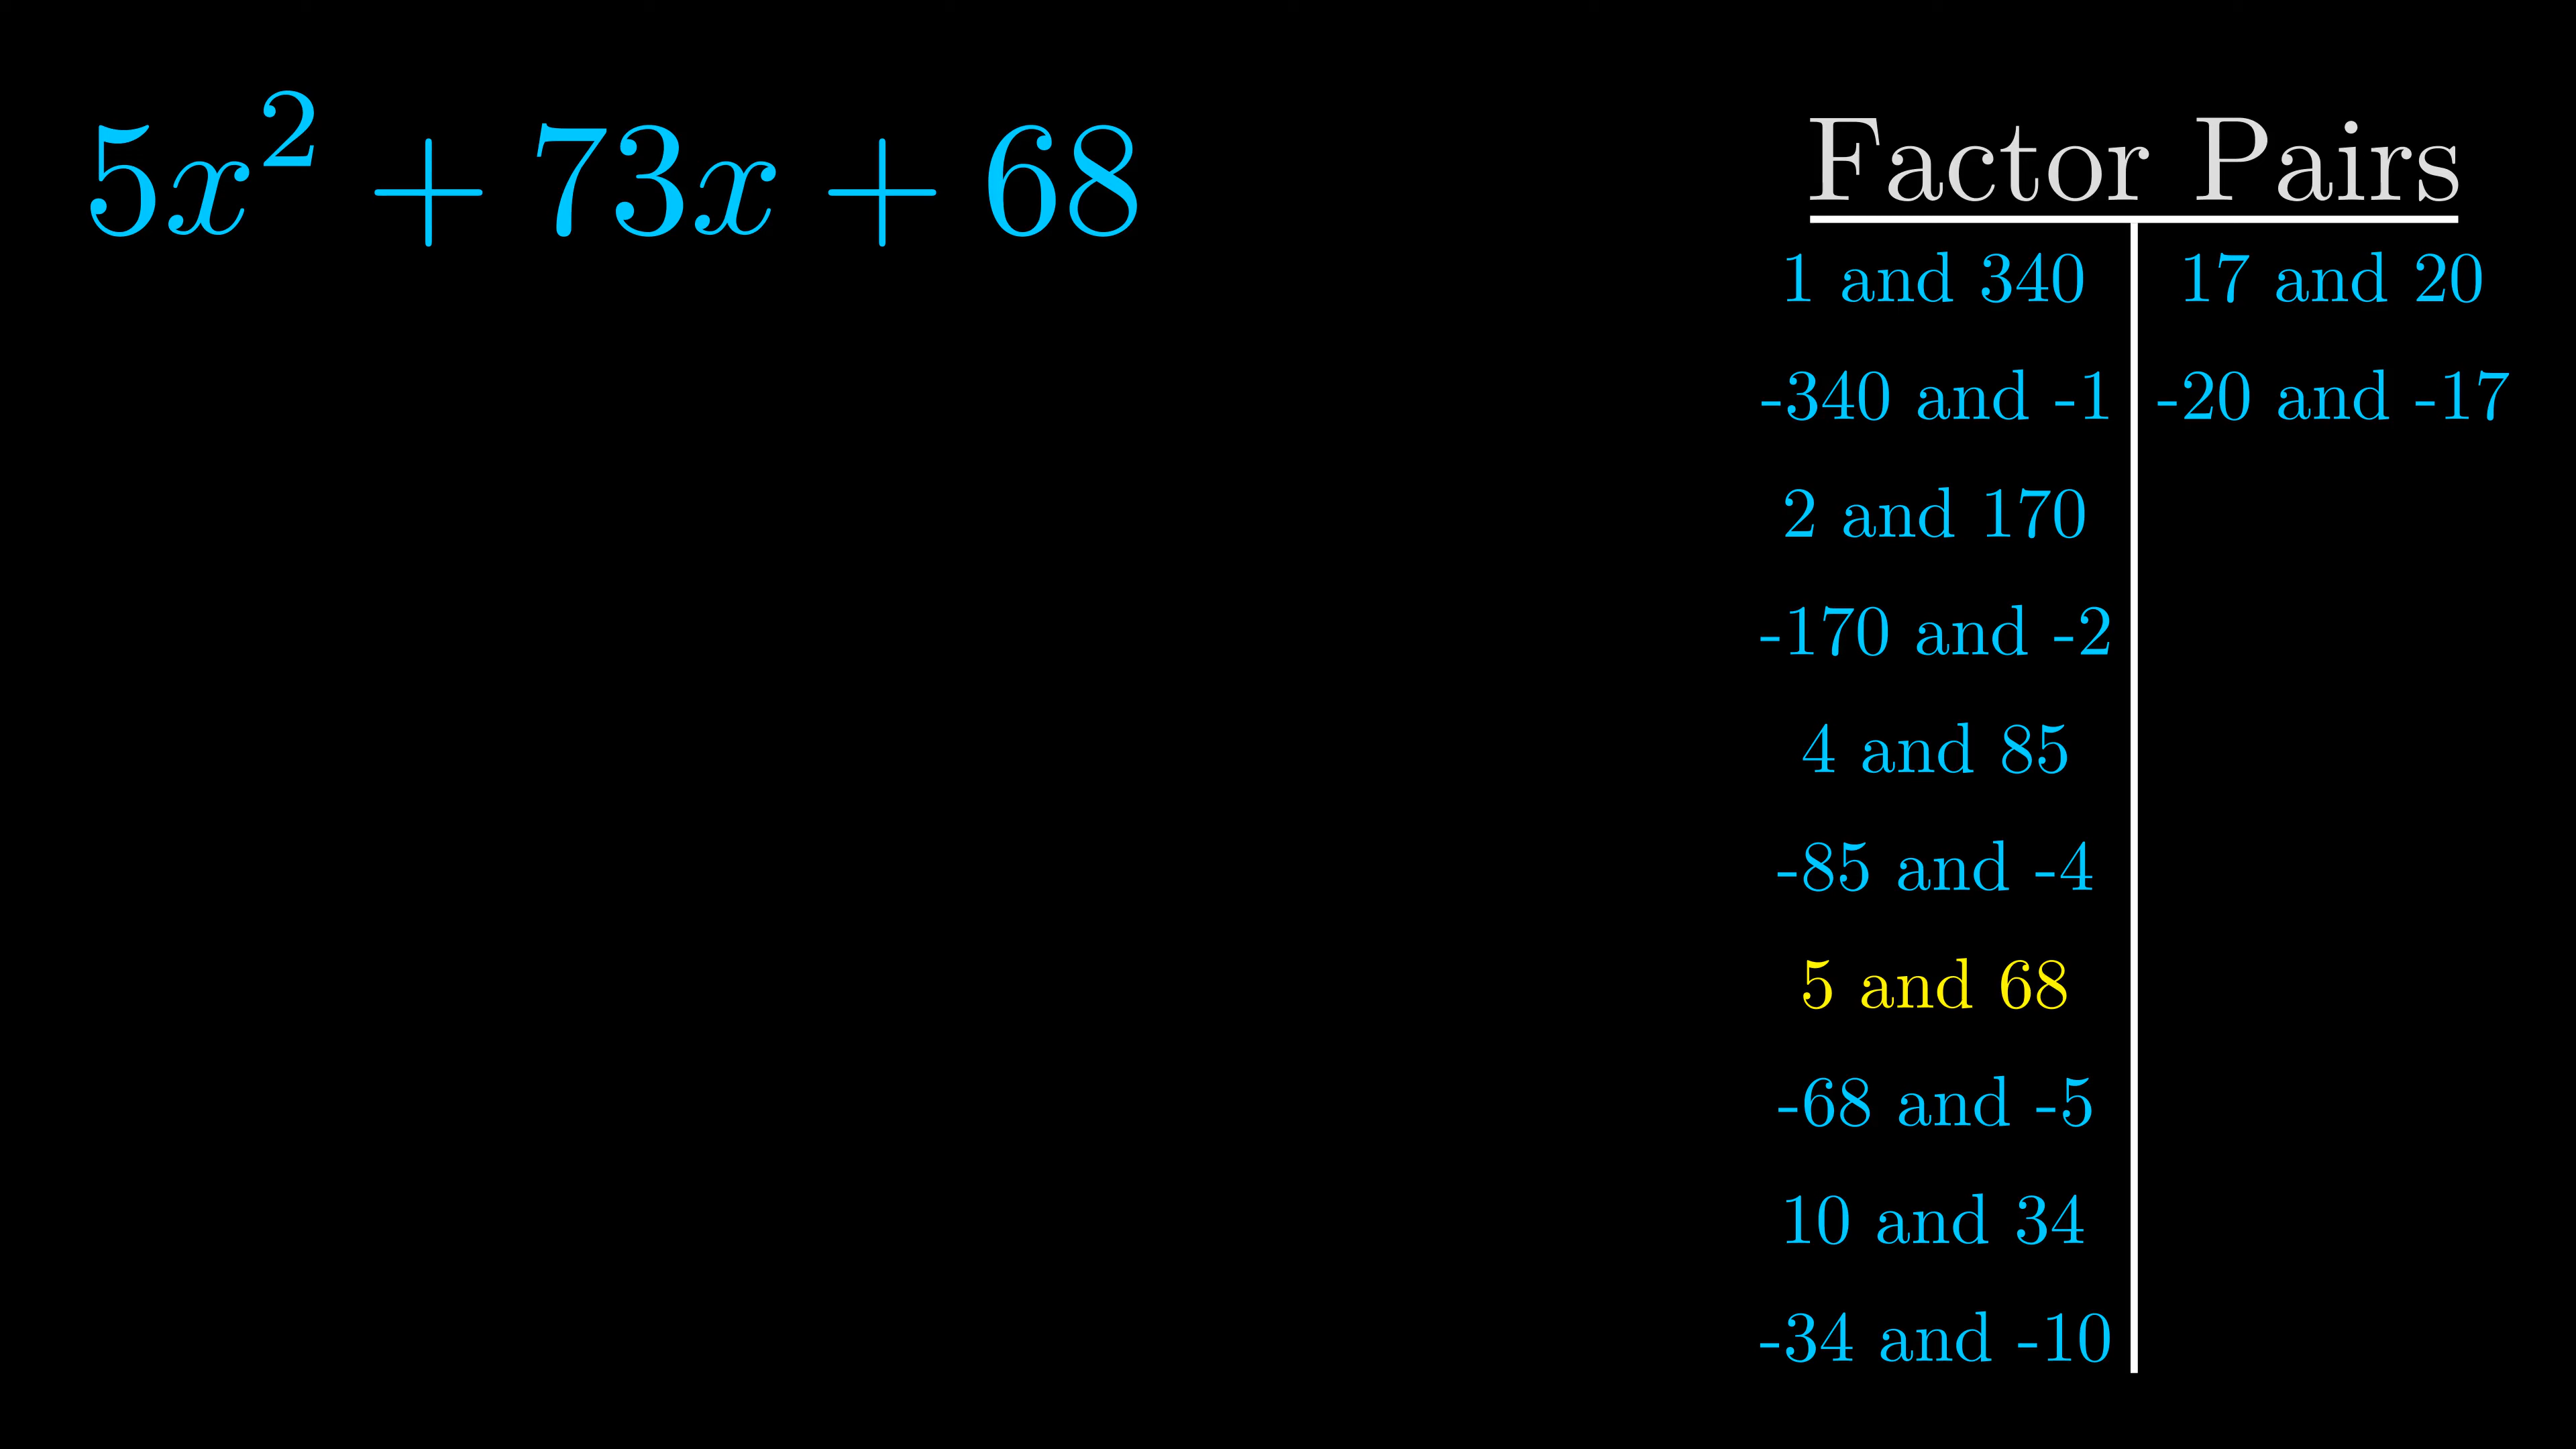 5x² + 73x + 68
Factor Pairs
1 and 340
-340 and -1
2 and 170
-170 and -2
4 and 85
-85 and -4
5 and 68
-68 and -5
10 and 34
-34 and -10
17 and 20
-20 and -17